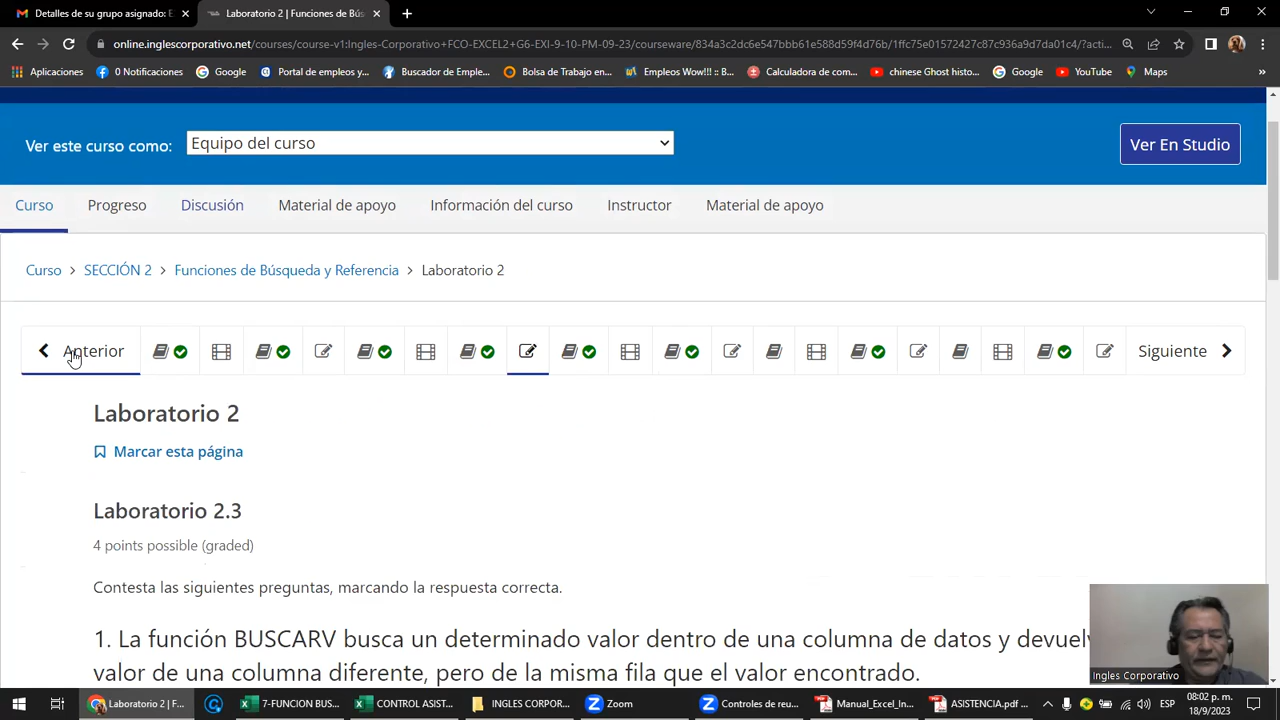 Detalles de su grupo asignado: E
Laboratorio 2 | Funciones de Bús
online.inglescorporativo.net/courses/course-v1:Ingles-Corporativo+FCO-EXCEL2+G6-EXI-9-10-PM-09-23/courseware/834a3c2dc6e547bbb61e588d59f4d76b/1ffc75e01572427c87c936a9d7da01c4/?acti...
Aplicaciones
0 Notificaciones
Google
Portal de empleos y...
Buscador de Emple...
Bolsa de Trabajo en...
Empleos Wow!!! :: B...
Calculadora de com...
chinese Ghost histo...
Google
YouTube
Maps
»
Ver este curso como:
Equipo del curso
Ver En Studio
Curso
Progreso
Discusión
Material de apoyo
Información del curso
Instructor
Material de apoyo
Curso > SECCIÓN 2 > Funciones de Búsqueda y Referencia > Laboratorio 2
Anterior
Siguiente
Laboratorio 2
Marcar esta página
Laboratorio 2.3
4 points possible (graded)
Contesta las siguientes preguntas, marcando la respuesta correcta.
1. La función BUSCARV busca un determinado valor dentro de una columna de datos y devuelv
valor de una columna diferente, pero de la misma fila que el valor encontrado.
Ingles Corporativo
Laboratorio 2 | F...
7-FUNCION BUS...
CONTROL ASIST...
INGLES CORPOR...
Zoom
Controles de reu...
Manual_Excel_In...
ASISTENCIA.pdf ...
ESP
08:02 p. m.
18/9/2023